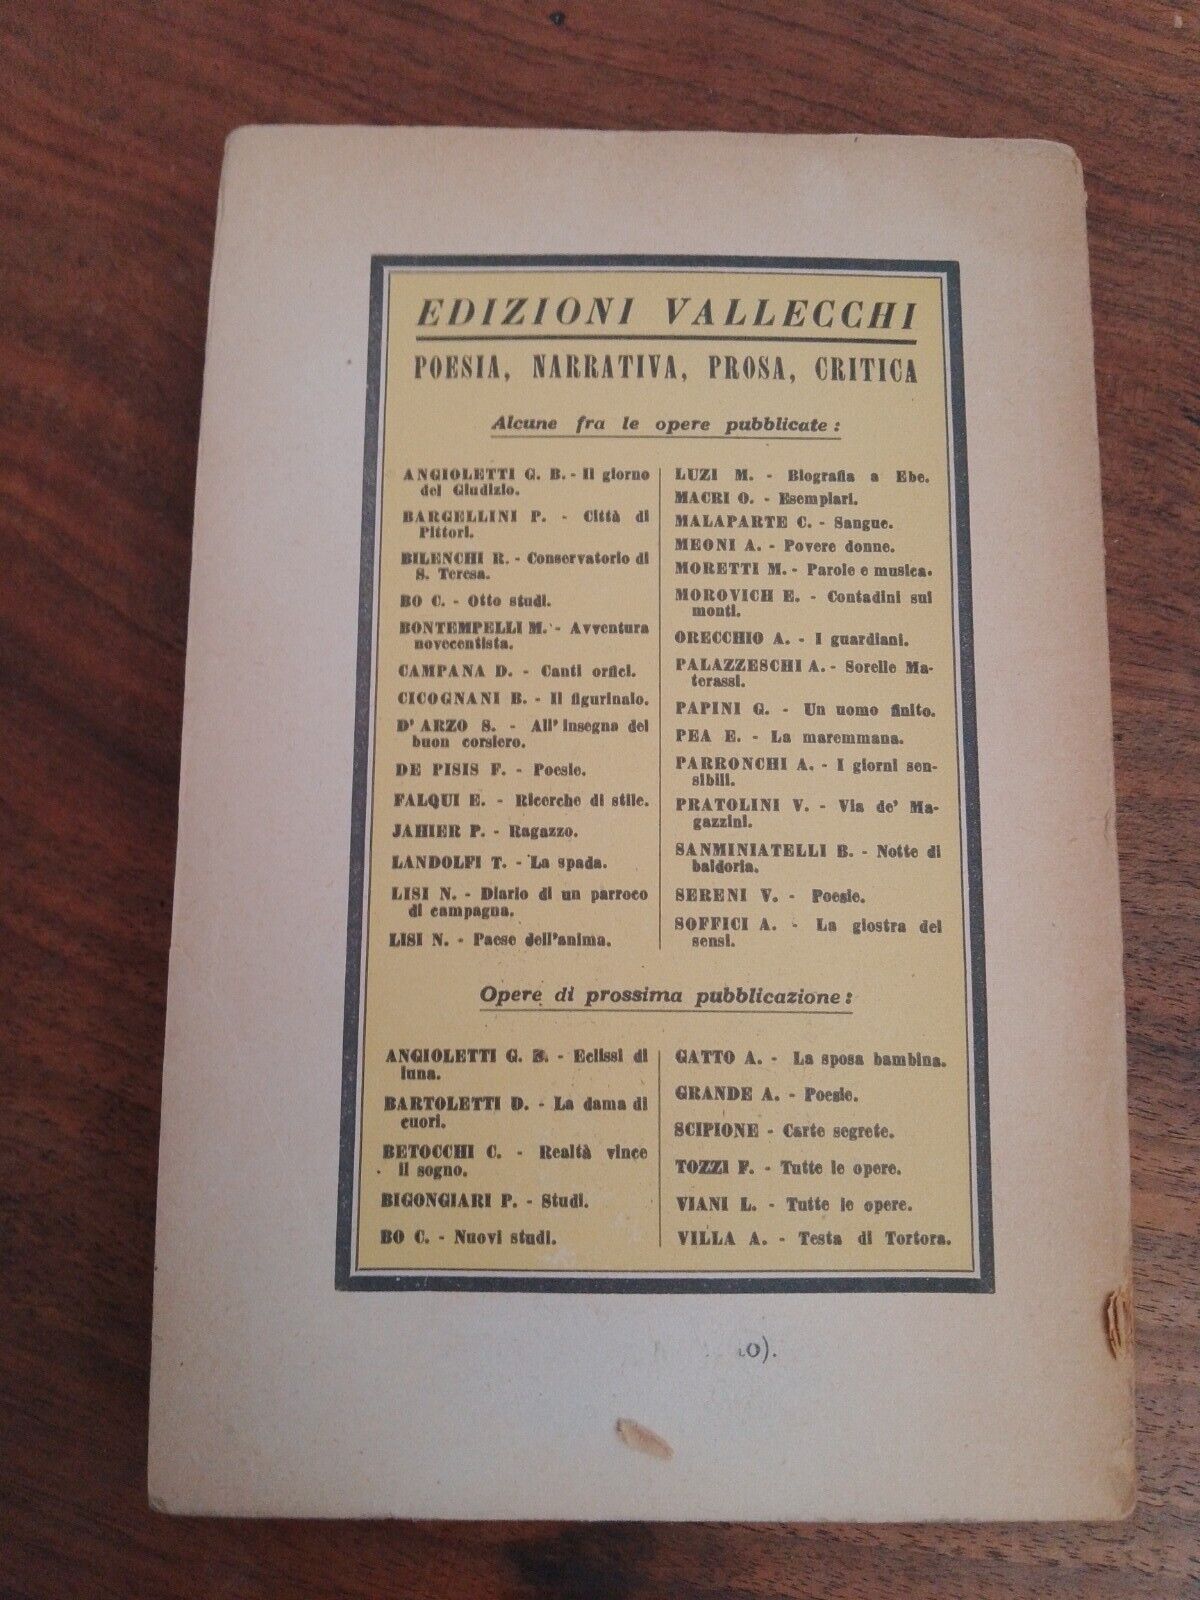 EDIZIONI VALLECCHI
POESIA, NARRATIVA, PROSA, CRITICA
Alcune fra le opere pubblicate:
ANGIOLETTI G. B. - Il giorno
del Giudizio.
BARGELLINI P. - Città di
Pittori.
BILENCHI R. - Conservatorio di
S. Teresa.
BO C. - Otto studi.
BONTEMPELLI M. - Avventura
novecentista.
CAMPANA D. - Canti orfici.
CICOGNANI B. - Il figurinaio.
D'ARZO S. - All'insegna del
buon corsiero.
DE PISIS F. - Poesie.
FALQUI E. - Ricerche di stile.
JAHIER P. - Ragazzo.
LANDOLFI T. - La spada.
LISI N. - Diario di un parroco
di campagna.
LISI N. - Paese dell'anima.
LUZI M. - Biografia a Ebe.
MACRI O. - Esemplari.
MALAPARTE C. - Sangue.
MEONI A. - Povere donne.
MORETTI M. - Parole e musica.
MOROVICH E. - Contadini sui
monti.
ORECCHIO A. - I guardiani.
PALAZZESCHI A. - Sorelle Ma-
terassi.
PAPINI G. - Un uomo finito.
PEA E. - La maremmana.
PARRONCHI A. - I giorni sen-
sibili.
PRATOLINI V. - Via de' Ma-
gazzini.
SANMINIATELLI B. - Notte di
baldoria.
SERENI V. - Poesie.
SOFFICI A. - La giostra dei
sensi.
Opere di prossima pubblicazione:
ANGIOLETTI G. B. - Eclissi di
luna.
BARTOLETTI D. - La dama di
cuori.
BETOCCHI C. - Realtà vince
il sogno.
BIGONGIARI P. - Studi.
BO C. - Nuovi studi.
GATTO A. - La sposa bambina.
GRANDE A. - Poesie.
SCIPIONE - Carte segrete.
TOZZI F. - Tutte le opere.
VIANI L. - Tutte le opere.
VILLA A. - Testa di Tortora.
o).